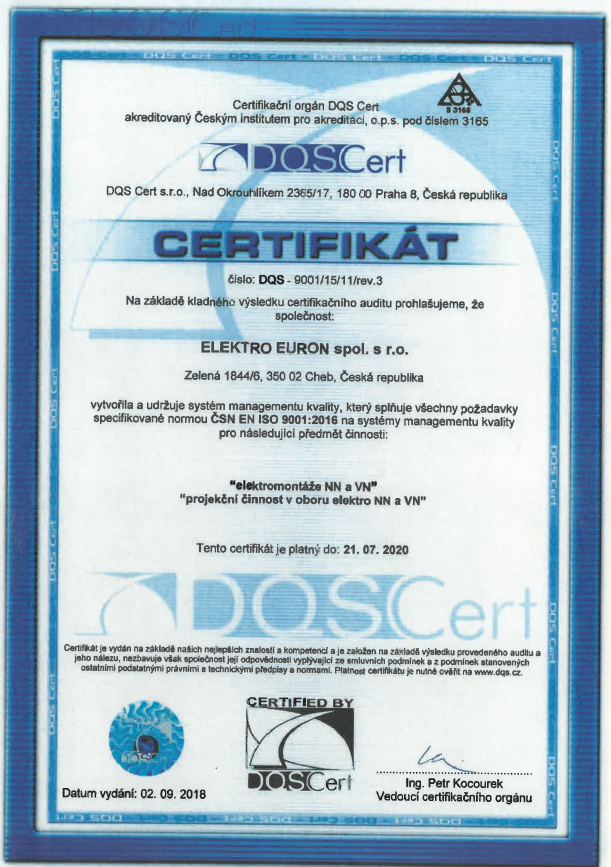 Certifikační orgán DQS Cert
akreditovaný Českým institutem pro akreditaci, o.p.s. pod číslem 3165
S 3165
DQSCert
DQS Cert s.r.o., Nad Okrouhlíkem 2365/17, 180 00 Praha 8, Česká republika
CERTIFIKÁT
číslo: DQS - 9001/15/11/rev.3
Na základě kladného výsledku certifikačního auditu prohlašujeme, že
společnost:
ELEKTRO EURON spol. s r.o.
Zelená 1844/6, 350 02 Cheb, Česká republika
vytvořila a udržuje systém managementu kvality, který splňuje všechny požadavky
specifikované normou ČSN EN ISO 9001:2016 na systémy managementu kvality
pro následující předmět činnosti:
"elektromontáže NN a VN"
"projekční činnost v oboru elektro NN a VN"
Tento certifikát je platný do: 21. 07. 2020
DQSCert
Certifikát je vydán na základě našich nejlepších znalostí a kompetencí a je založen na základě výsledku provedeného auditu a
jeho nálezu, nezbavuje však společnost její odpovědnosti vyplývající ze smluvních podmínek a z podmínek stanovených
ostatními podstatnými právními a technickými předpisy a normami. Platnost certifikátu je nutné ověřit na www.dqs.cz.
CERTIFIED BY
DQSCert
Datum vydání: 02. 09. 2018
Ing. Petr Kocourek
Vedoucí certifikačního orgánu